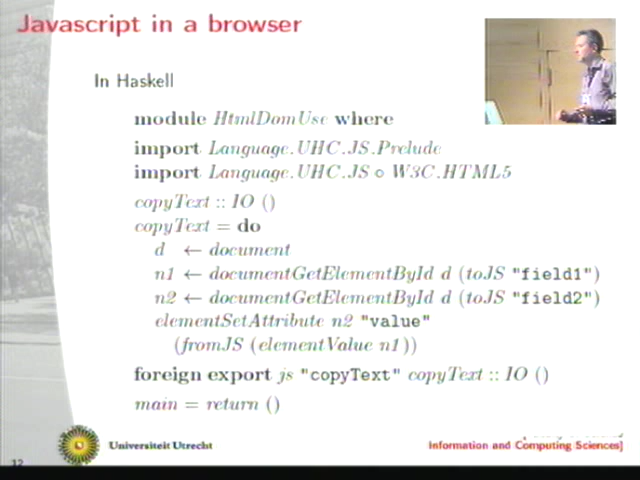 Javascript in a browser
In Haskell
module HtmlDomUse where
import Language.UHC.JS.Prelude
import Language.UHC.JS ∘ W3C.HTML5
copyText :: IO ()
copyText = do
d ← document
n1 ← documentGetElementById d (toJS "field1")
n2 ← documentGetElementById d (toJS "field2")
elementSetAttribute n2 "value"
(fromJS (elementValue n1))
foreign export js "copyText" copyText :: IO ()
main = return ()
Universiteit Utrecht
Information and Computing Sciences]
12